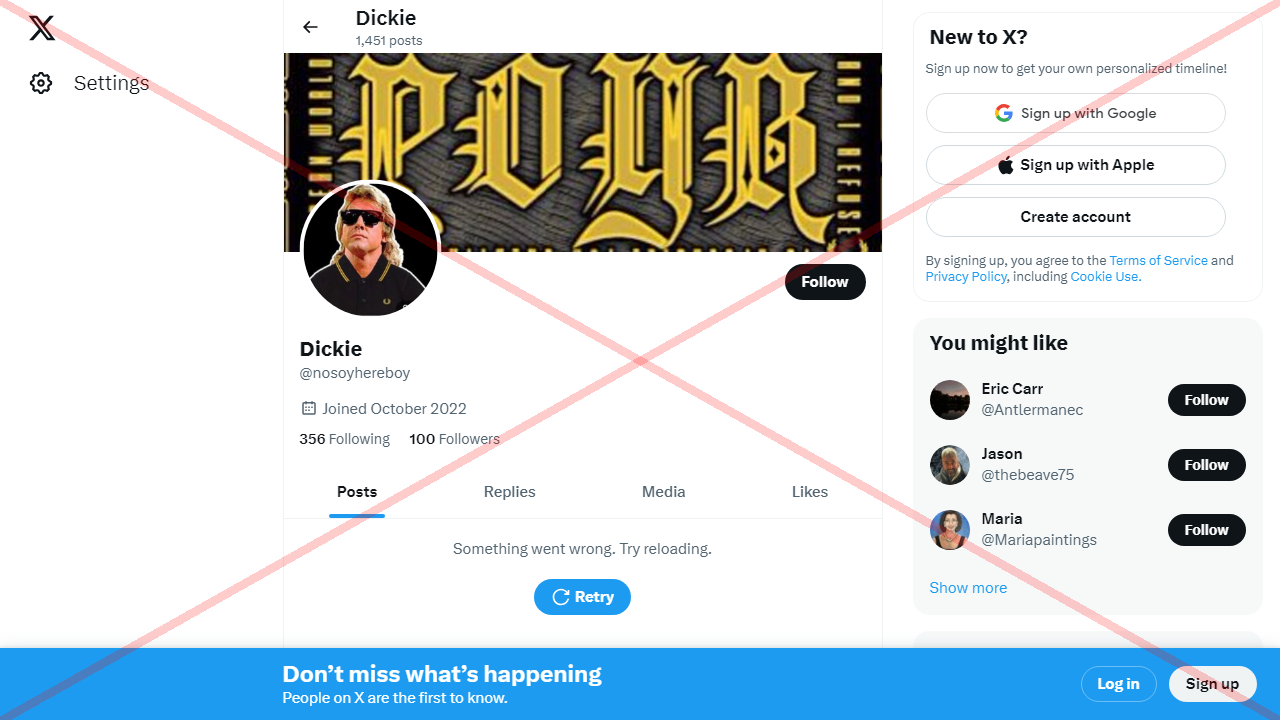 Settings
Dickie
1,451 posts
POYR
AND I REFUSE
Follow
Dickie
@nosoyhereboy
Joined October 2022
356 Following 100 Followers
Posts Replies Media Likes
Something went wrong. Try reloading.
Retry
New to X?
Sign up now to get your own personalized timeline!
Sign up with Google
Sign up with Apple
Create account
By signing up, you agree to the Terms of Service and
Privacy Policy, including Cookie Use.
You might like
Eric Carr
@Antlermanec
Follow
Jason
@thebeave75
Follow
Maria
@Mariapaintings
Follow
Show more
Don’t miss what’s happening
People on X are the first to know.
Log in
Sign up